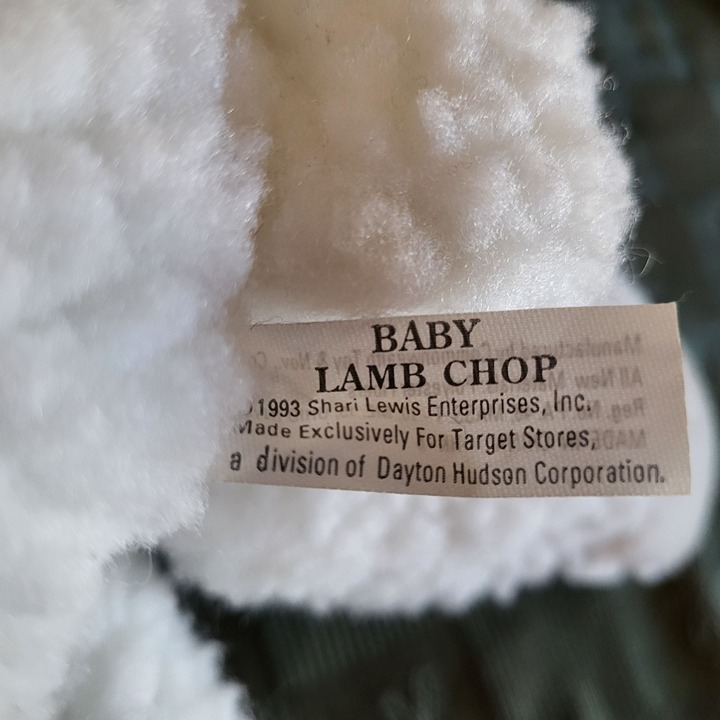 BABY
LAMB CHOP
1993 Shari Lewis Enterprises, Inc.
Made Exclusively For Target Stores,
a division of Dayton Hudson Corporation.